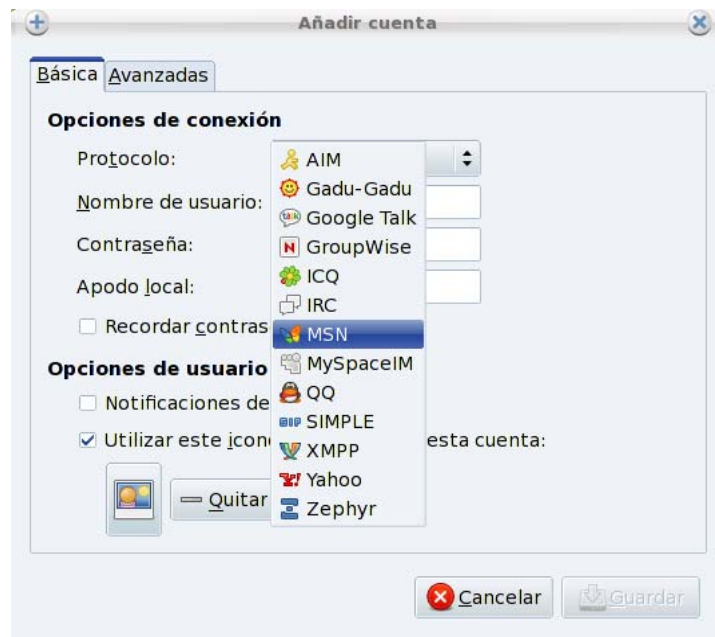 Añadir cuenta
Básica Avanzadas
Opciones de conexión
Protocolo:
AIM
Gadu-Gadu
Nombre de usuario:
Google Talk
Contraseña:
GroupWise
ICQ
Apodo local:
IRC
Recordar contras
MSN
MySpaceIM
Opciones de usuario
QQ
Notificaciones de
SIMPLE
Utilizar este icon esta cuenta:
XMPP
Yahoo
Quitar
Zephyr
Cancelar Guardar